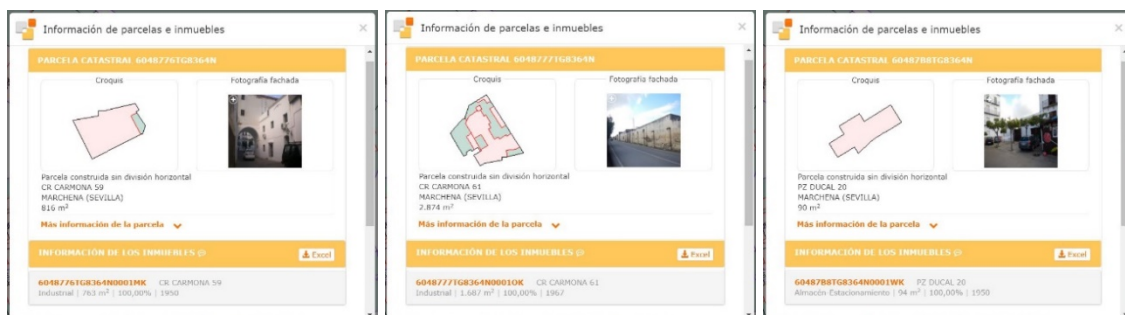 Información de parcelas e inmuebles
PARCELA CATASTRAL 6048776TG8364N
Croquis
Fotografía fachada
Parcela construida sin división horizontal
CR CARMONA 59
MARCHENA (SEVILLA)
816 m²
Más información de la parcela
INFORMACIÓN DE LOS INMUEBLES
Excel
6048776TG8364N0001MK CR CARMONA 59
Industrial | 763 m² | 100,00% | 1950
Información de parcelas e inmuebles
PARCELA CATASTRAL 6048777TG8364N
Croquis
Fotografía fachada
Parcela construida sin división horizontal
CR CARMONA 61
MARCHENA (SEVILLA)
2.874 m²
Más información de la parcela
INFORMACIÓN DE LOS INMUEBLES
Excel
6048777TG8364N0001OK CR CARMONA 61
Industrial | 1.687 m² | 100,00% | 1967
Información de parcelas e inmuebles
PARCELA CATASTRAL 60487B8TG8364N
Croquis
Fotografía fachada
Parcela construida sin división horizontal
PZ DUCAL 20
MARCHENA (SEVILLA)
90 m²
Más información de la parcela
INFORMACIÓN DE LOS INMUEBLES
Excel
60487B8TG8364N0001WK PZ DUCAL 20
Almacén-Estacionamiento | 94 m² | 100,00% | 1950